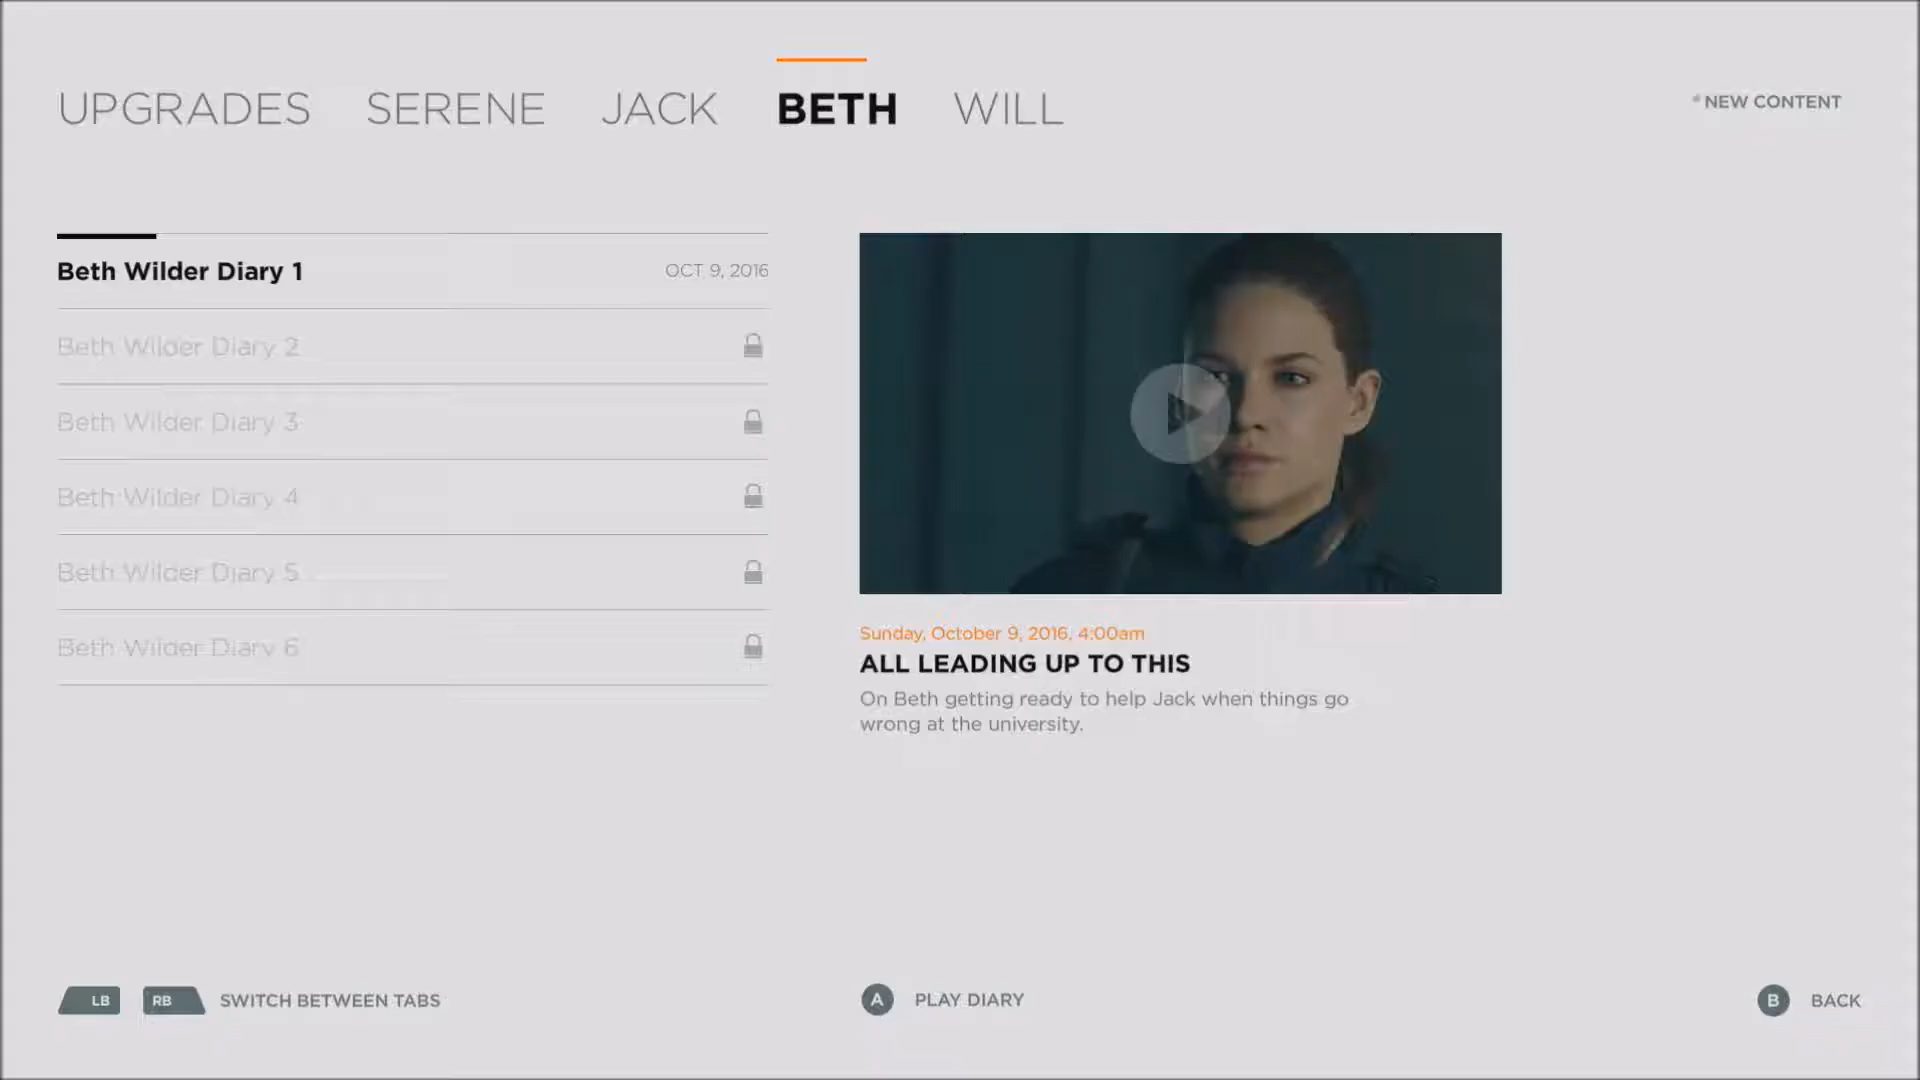 UPGRADES SERENE JACK BETH WILL
* NEW CONTENT
Beth Wilder Diary 1 OCT 9, 2016
Beth Wilder Diary 2
Beth Wilder Diary 3
Beth Wilder Diary 4
Beth Wilder Diary 5
Beth Wilder Diary 6
Sunday, October 9, 2016, 4:00am
ALL LEADING UP TO THIS
On Beth getting ready to help Jack when things go
wrong at the university.
LB RB SWITCH BETWEEN TABS
A PLAY DIARY
B BACK